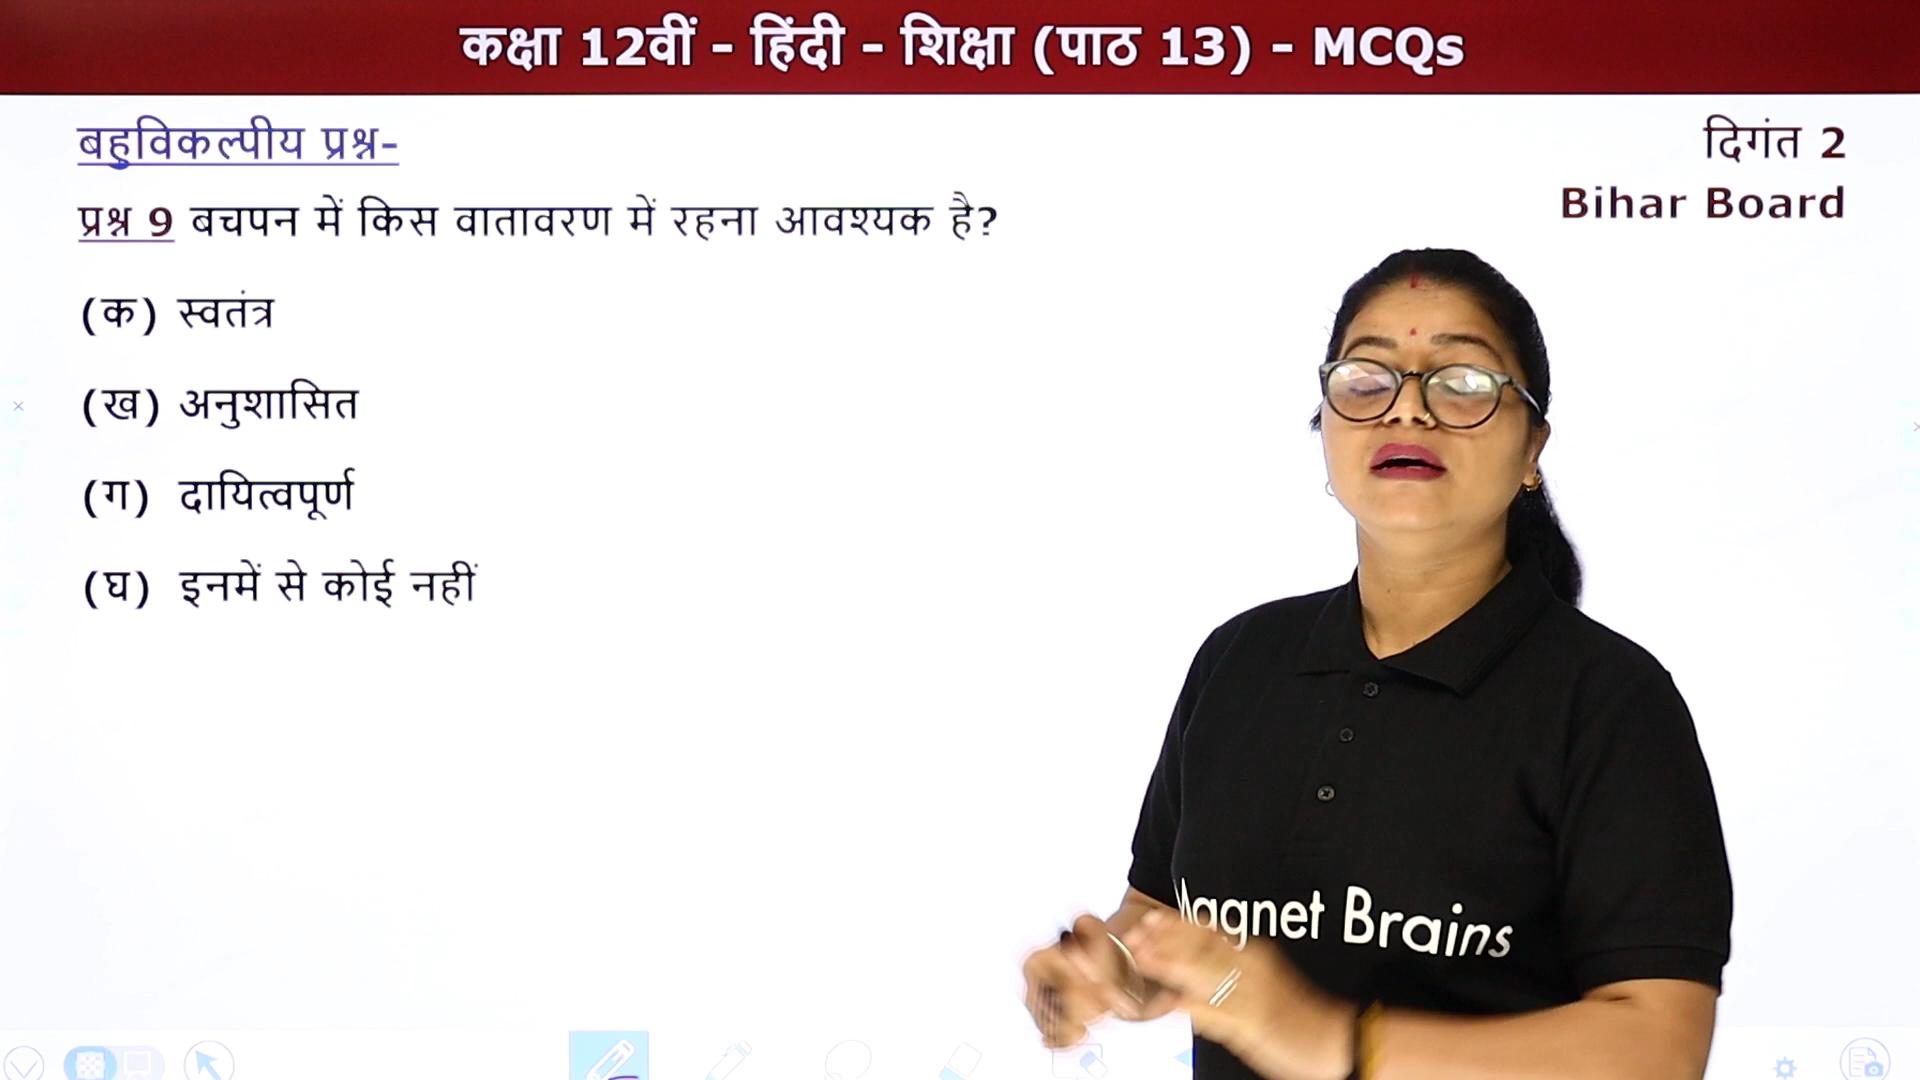 कक्षा 12वीं - हिंदी - शिक्षा (पाठ 13) - MCQs
बहुविकल्पीय प्रश्न-
दिगंत 2
Bihar Board
प्रश्न 9 बचपन में किस वातावरण में रहना आवश्यक है?
(क) स्वतंत्र
(ख) अनुशासित
(ग) दायित्वपूर्ण
(घ) इनमें से कोई नहीं
Magnet Brains